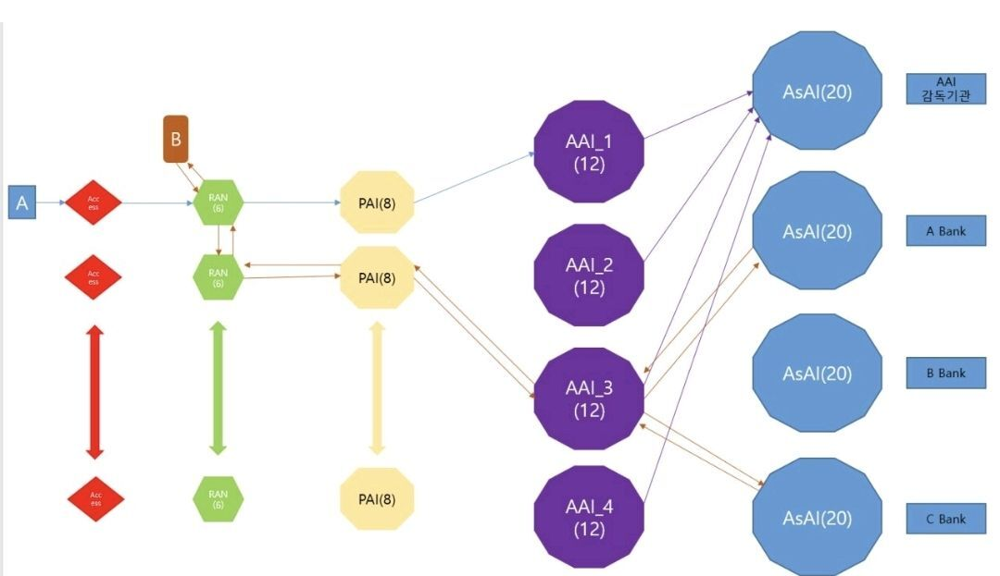 AsAI(20)
AAI
감독기관
B
AAI_1
(12)
A
Acc
ess
RAN
(6)
PAI(8)
AsAI(20)
A Bank
Acc
ess
RAN
(6)
PAI(8)
AAI_2
(12)
AsAI(20)
B Bank
AAI_3
(12)
Acc
ess
RAN
(6)
PAI(8)
AAI_4
(12)
AsAI(20)
C Bank